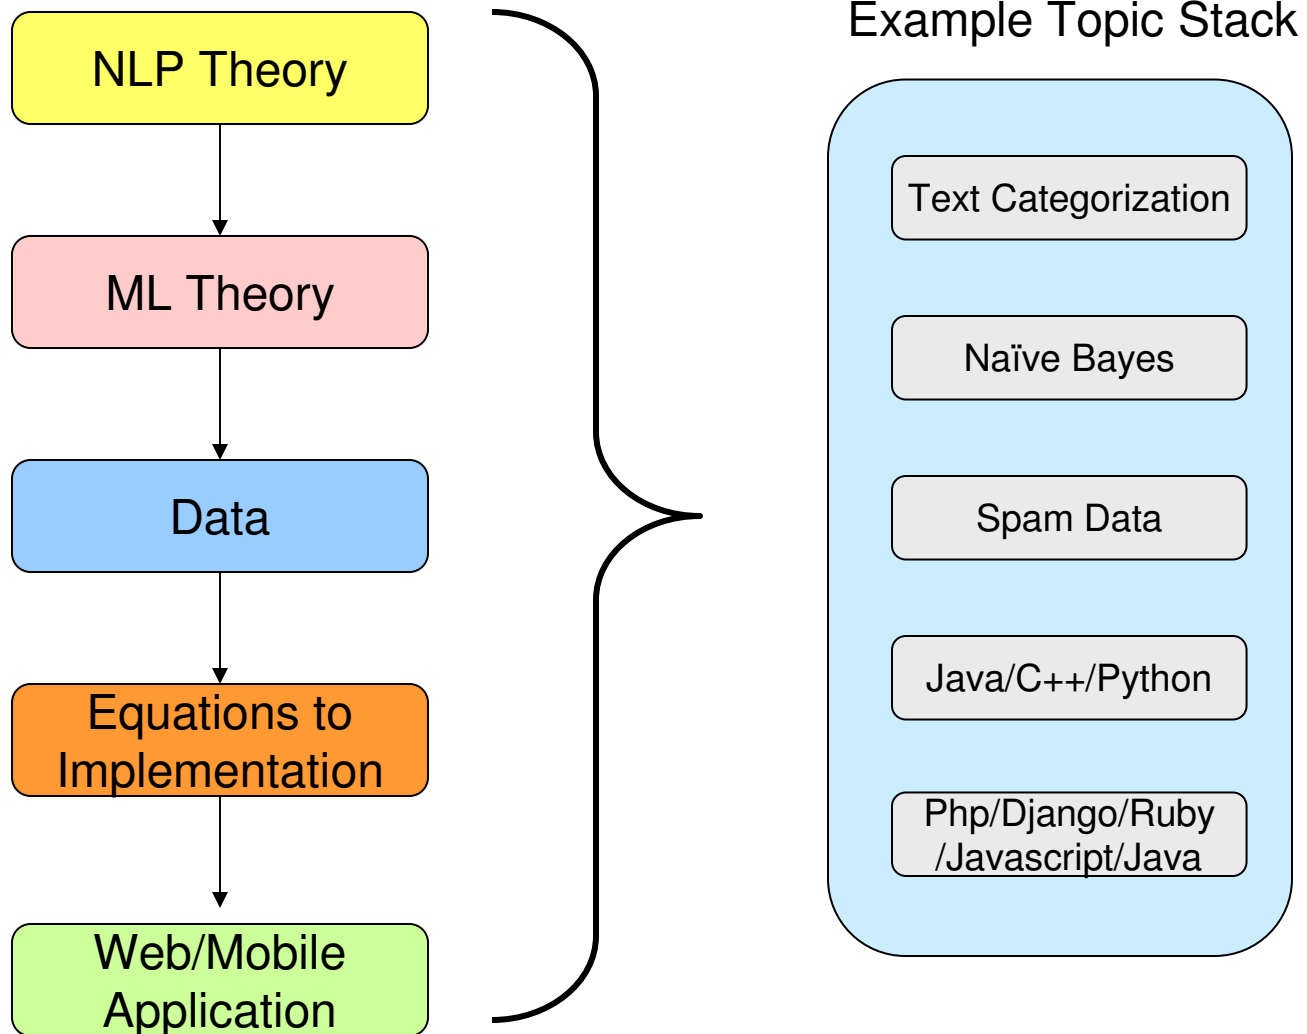 NLP Theory
ML Theory
Data
Equations to
Implementation
Web/Mobile
Application
Example Topic Stack
Text Categorization
Naïve Bayes
Spam Data
Java/C++/Python
Php/Django/Ruby
/Javascript/Java